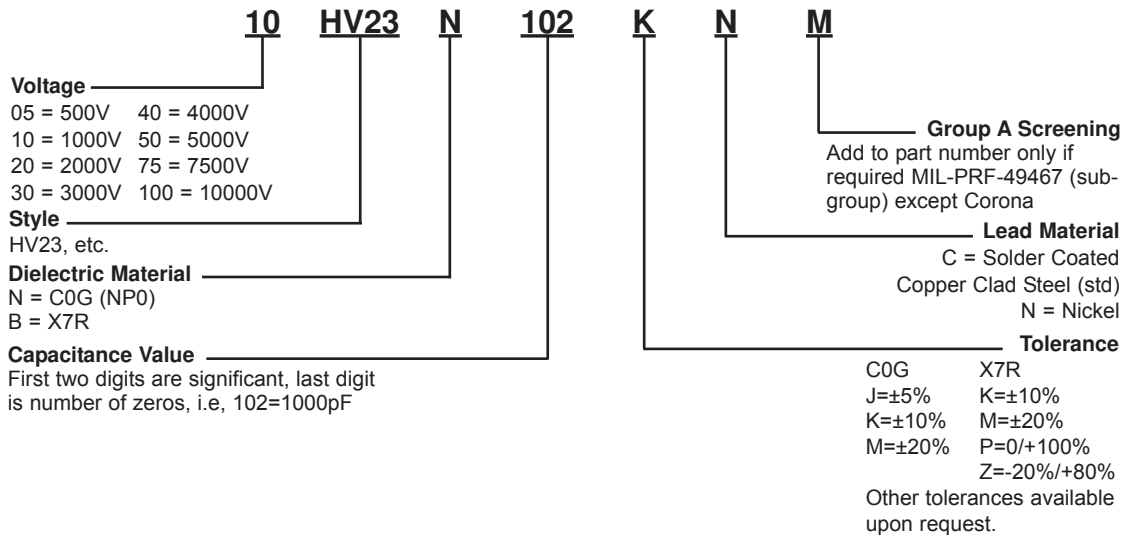 10 HV23 N 102 K N M
Voltage
05 = 500V 40 = 4000V
10 = 1000V 50 = 5000V
20 = 2000V 75 = 7500V
30 = 3000V 100 = 10000V
Style
HV23, etc.
Dielectric Material
N = C0G (NP0)
B = X7R
Capacitance Value
First two digits are significant, last digit
is number of zeros, i.e, 102=1000pF
Group A Screening
Add to part number only if
required MIL-PRF-49467 (sub-
group) except Corona
Lead Material
C = Solder Coated
Copper Clad Steel (std)
N = Nickel
Tolerance
C0G X7R
J=±5% K=±10%
K=±10% M=±20%
M=±20% P=0/+100%
Z=-20%/+80%
Other tolerances available
upon request.